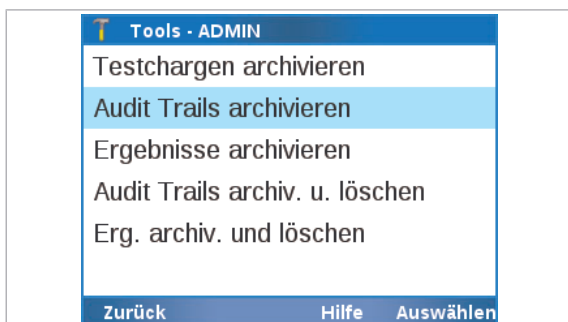 Tools - ADMIN
Testchargen archivieren
Audit Trails archivieren
Ergebnisse archivieren
Audit Trails archiv. u. löschen
Erg. archiv. und löschen
Zurück Hilfe Auswählen